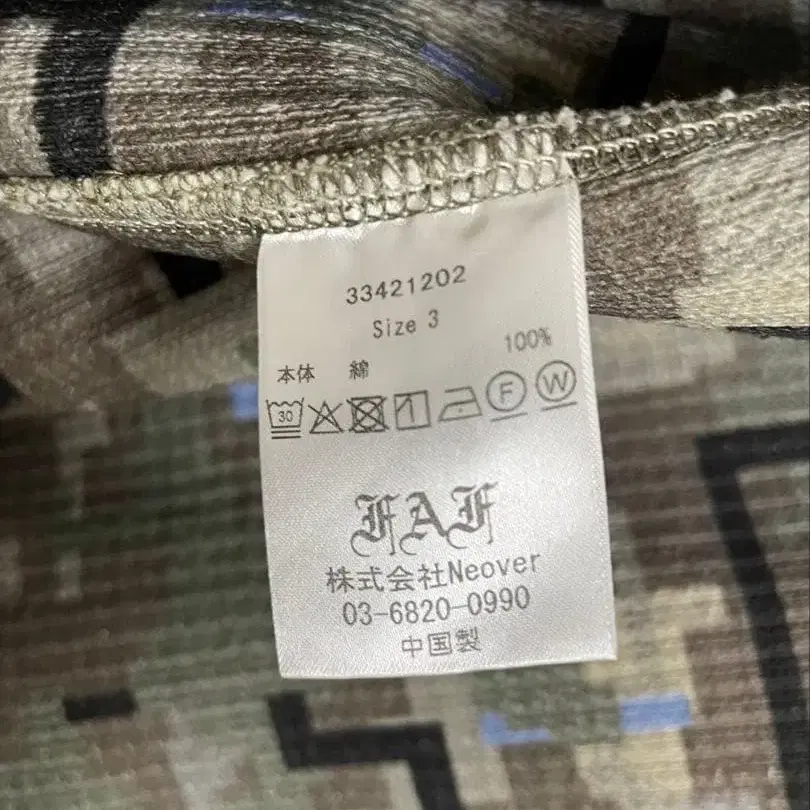 33421202
Size 3
本体 綿 100%
30 F W
FAF
株式会社Neover
03-6820-0990
中国製